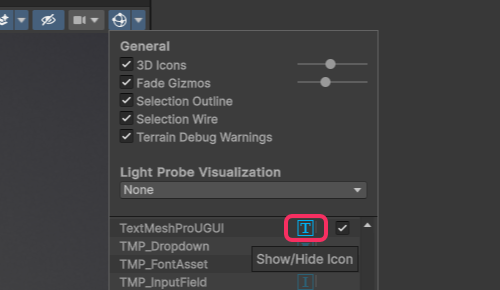 General
3D Icons
Fade Gizmos
Selection Outline
Selection Wire
Terrain Debug Warnings
Light Probe Visualization
None
TextMeshProUGUI
T
TMP_Dropdown
Show/Hide Icon
TMP_FontAsset
TMP_InputField